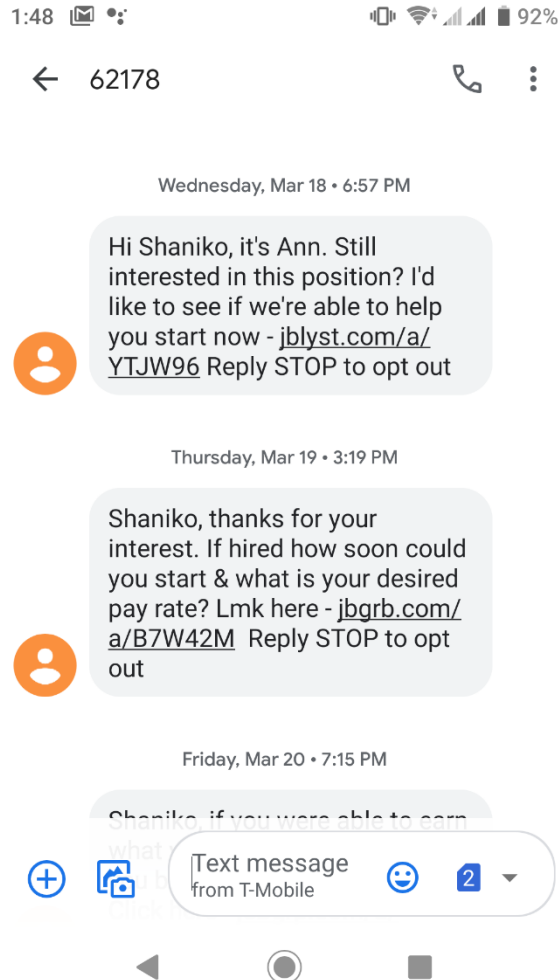 1:48
92%
62178
Wednesday, Mar 18 • 6:57 PM
Hi Shaniko, it's Ann. Still
interested in this position? I'd
like to see if we're able to help
you start now - jblyst.com/a/
YTJW96 Reply STOP to opt out
Thursday, Mar 19 • 3:19 PM
Shaniko, thanks for your
interest. If hired how soon could
you start & what is your desired
pay rate? Lmk here - jbgrb.com/
a/B7W42M  Reply STOP to opt
out
Friday, Mar 20 • 7:15 PM
Shaniko, if you were able to earn
what
Text message
from T-Mobile
2